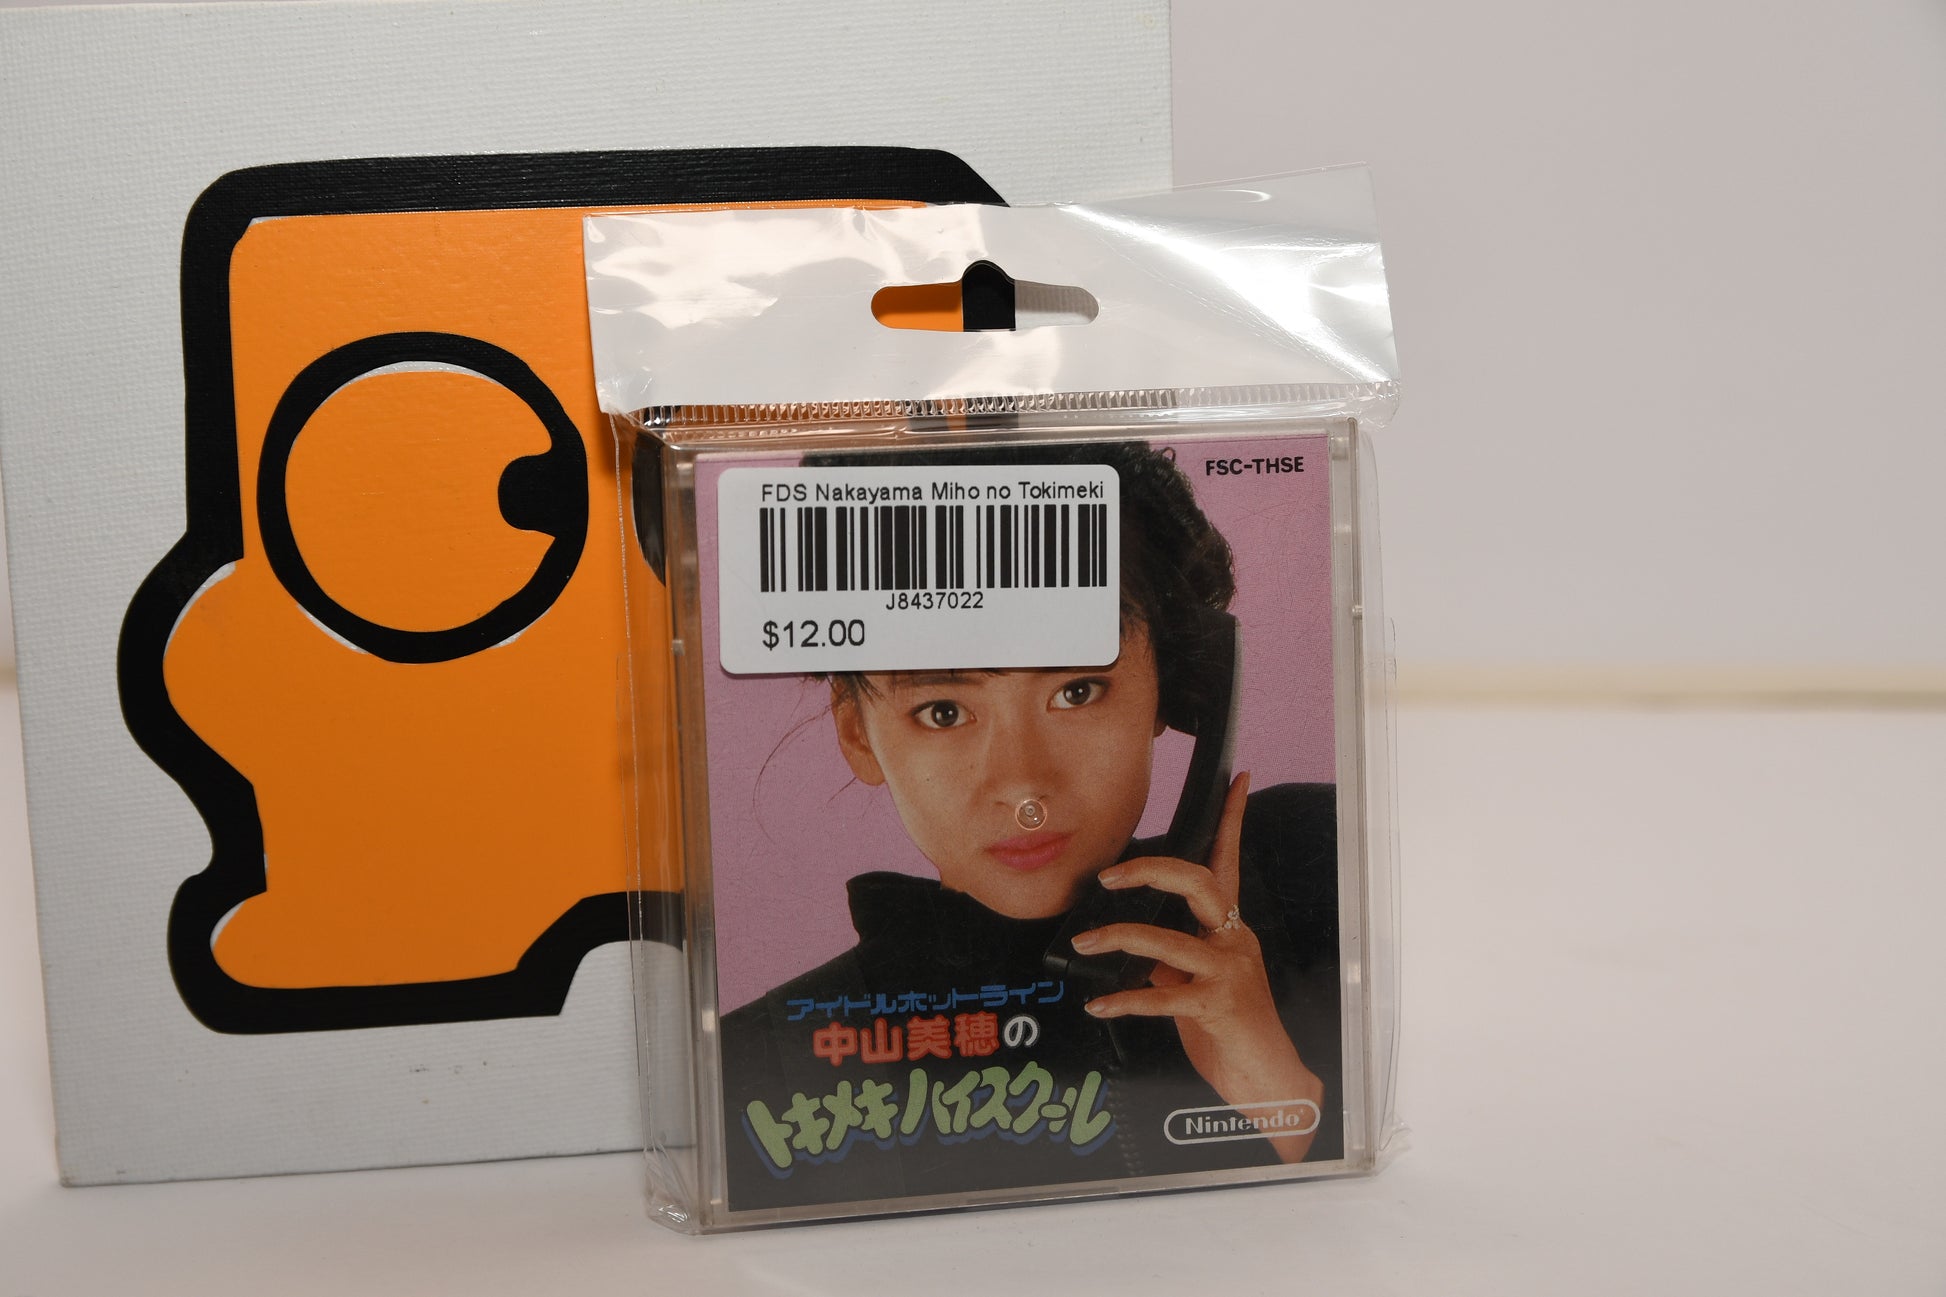 FSC-THSE
FDS Nakayama Miho no Tokimeki
J8437022
$12.00
アイドルホットライン
中山美穂の
トキメキハイスクール
Nintendo®